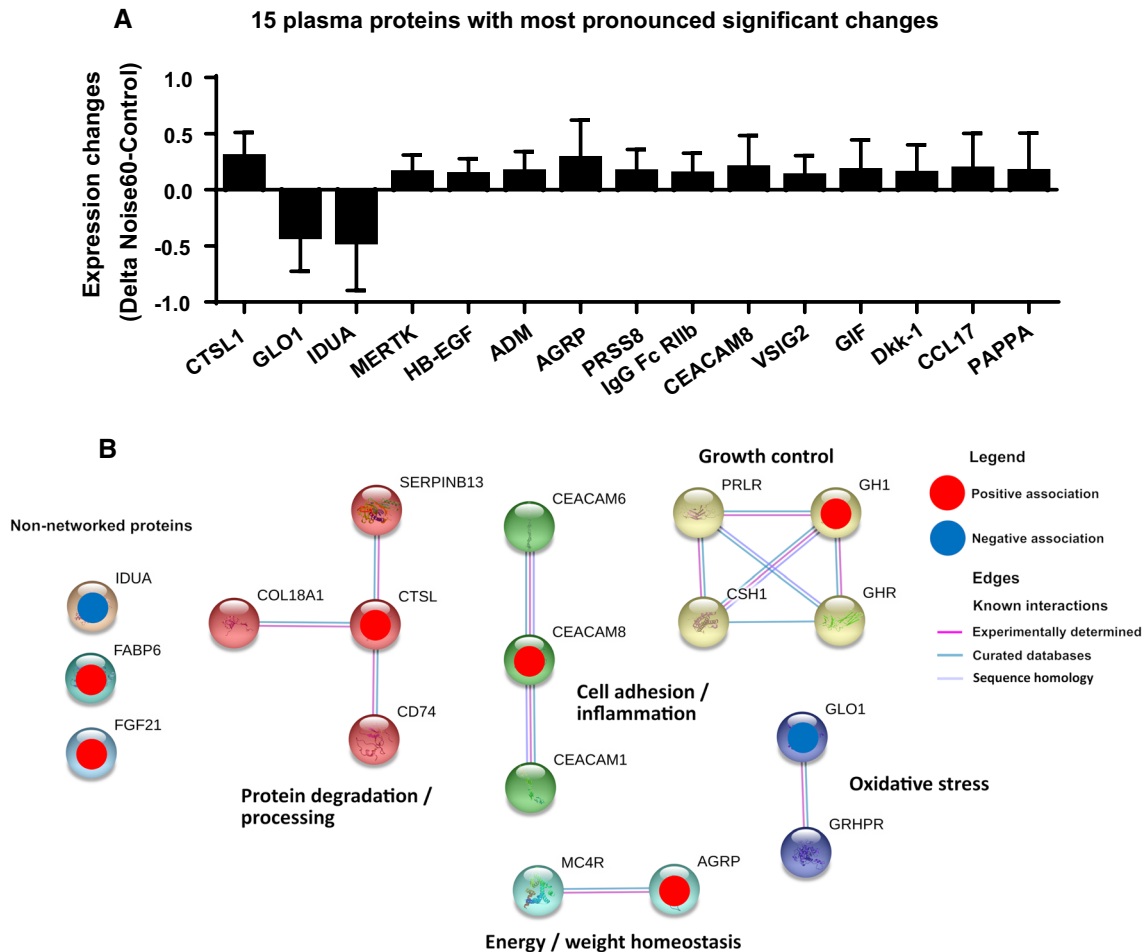 A
15 plasma proteins with most pronounced significant changes
Expression changes
(Delta Noise60-Control)
1.0
0.5
0.0
-0.5
-1.0
CTSL1
GLO1
IDUA
MERTK
HB-EGF
ADM
AGRP
PRSS8
IgG Fc RIIb
CEACAM8
VSIG2
GIF
Dkk-1
CCL17
PAPPA
B
Non-networked proteins
IDUA
FABP6
FGF21
SERPINB13
COL18A1
CTSL
CD74
Protein degradation /
processing
CEACAM6
CEACAM8
CEACAM1
Cell adhesion /
inflammation
Growth control
PRLR
GH1
CSH1
GHR
GLO1
GRHPR
Oxidative stress
MC4R
AGRP
Energy / weight homeostasis
Legend
Positive association
Negative association
Edges
Known interactions
Experimentally determined
Curated databases
Sequence homology